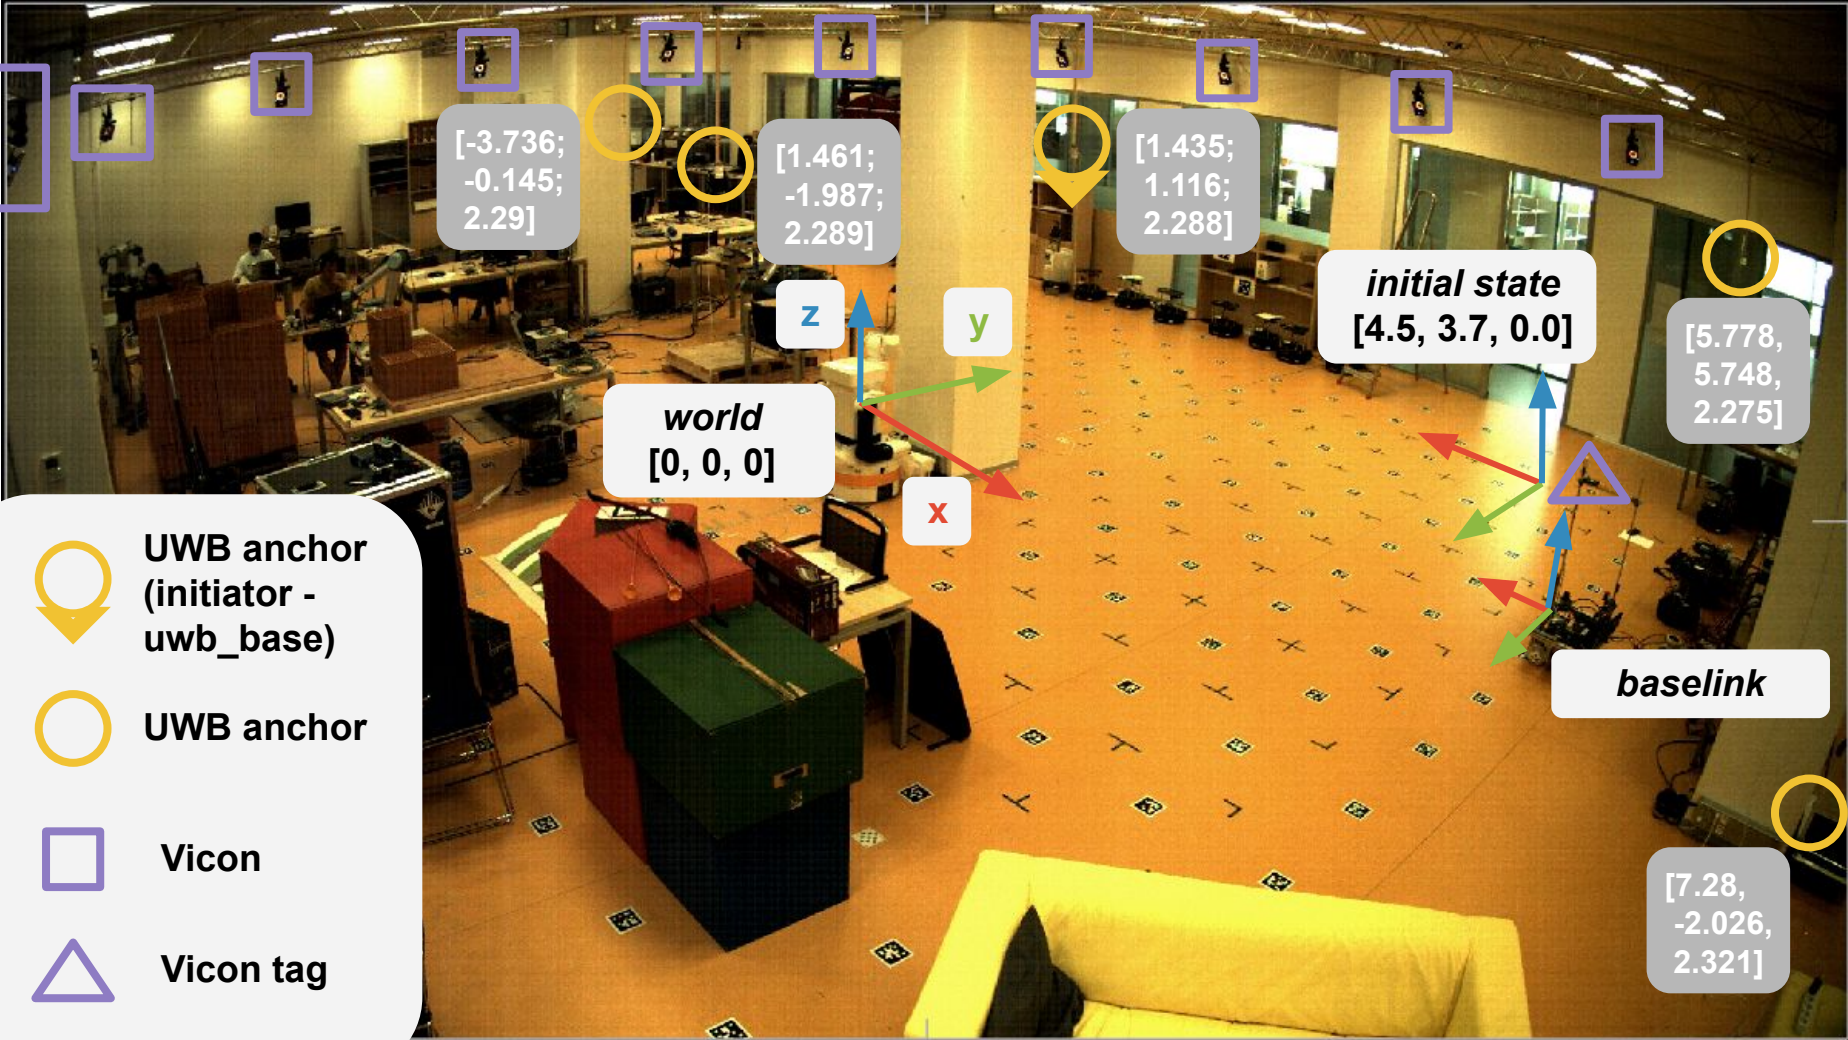 [-3.736;
-0.145;
2.29]
[1.461;
-1.987;
2.289]
[1.435;
1.116;
2.288]
initial state
[4.5, 3.7, 0.0]
[5.778,
5.748,
2.275]
z
y
world
[0, 0, 0]
x
baselink
[7.28,
-2.026,
2.321]
UWB anchor
(initiator -
uwb_base)
UWB anchor
Vicon
Vicon tag